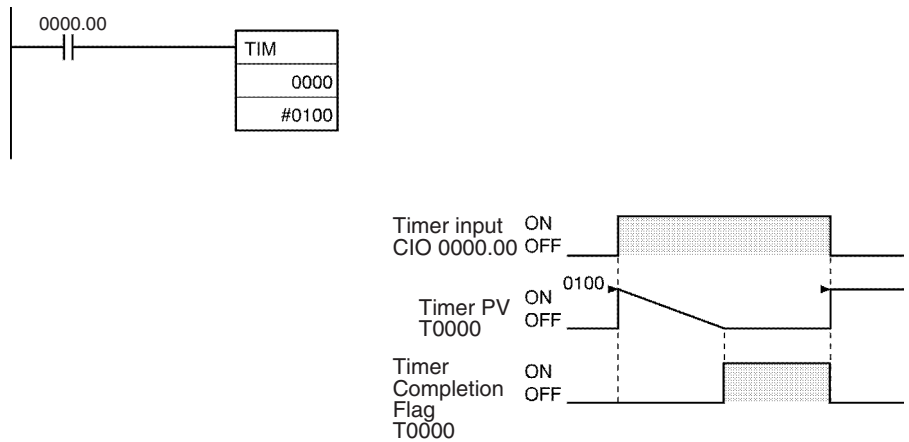 0000.00
TIM
0000
#0100
Timer input
CIO 0000.00
ON
OFF
0100
Timer PV
T0000
ON
OFF
Timer
Completion
Flag
T0000
ON
OFF